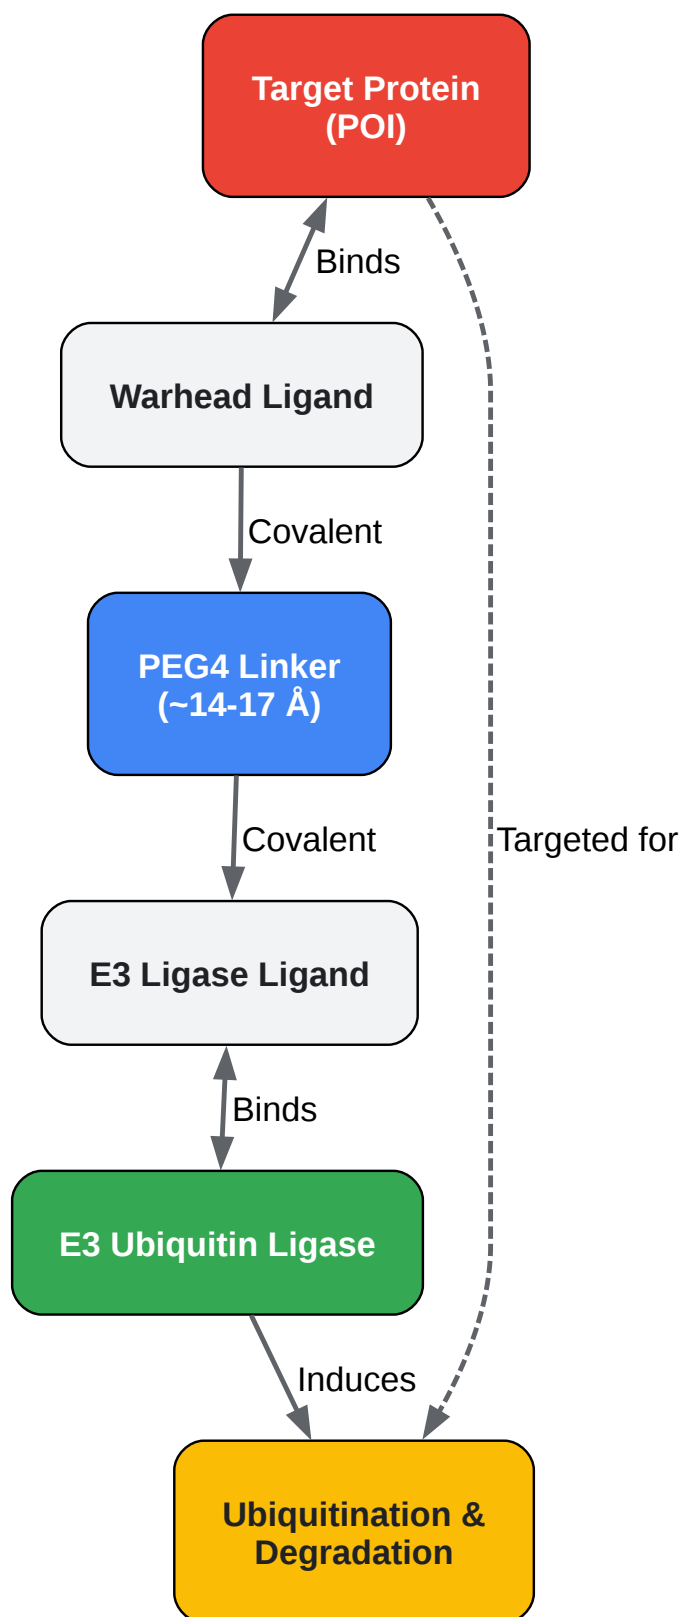 Target Protein
(POI)
Binds
Warhead Ligand
Covalent
PEG4 Linker
(~14-17 Å)
Covalent
Targeted for
E3 Ligase Ligand
Binds
E3 Ubiquitin Ligase
Induces
Ubiquitination &
Degradation